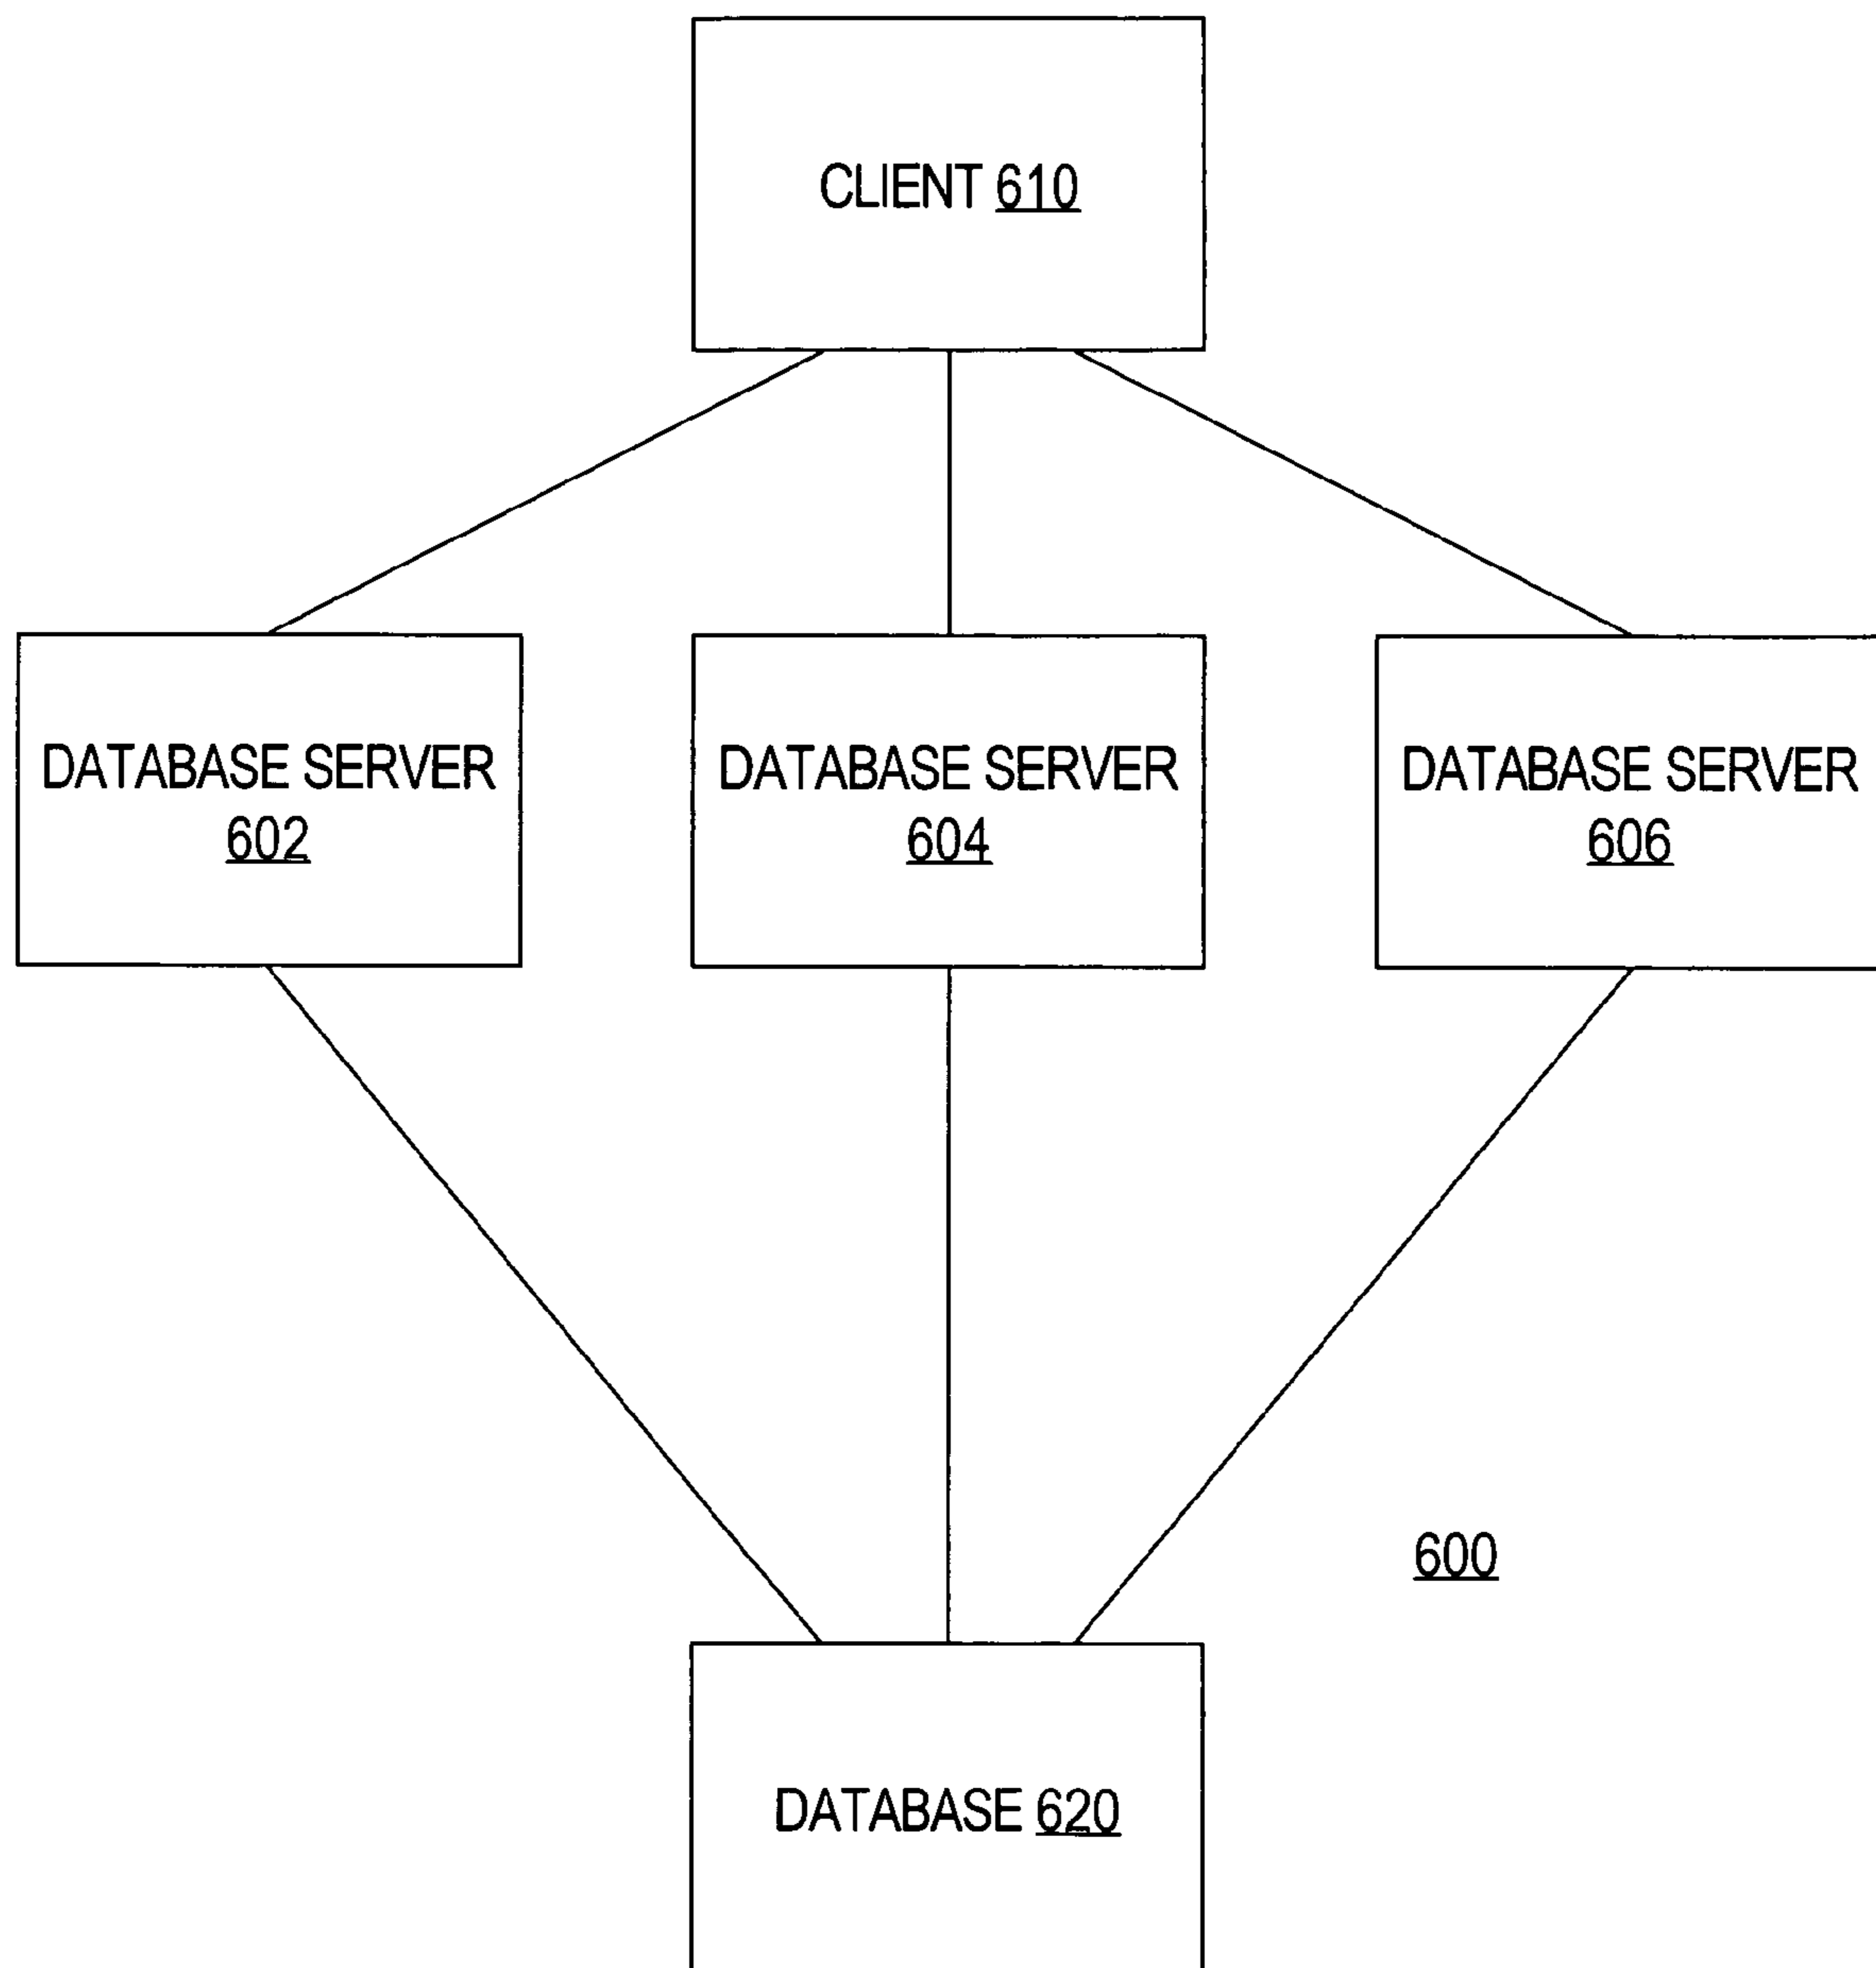 CLIENT 610
DATABASE SERVER
602
DATABASE SERVER
604
DATABASE SERVER
606
600
DATABASE 620